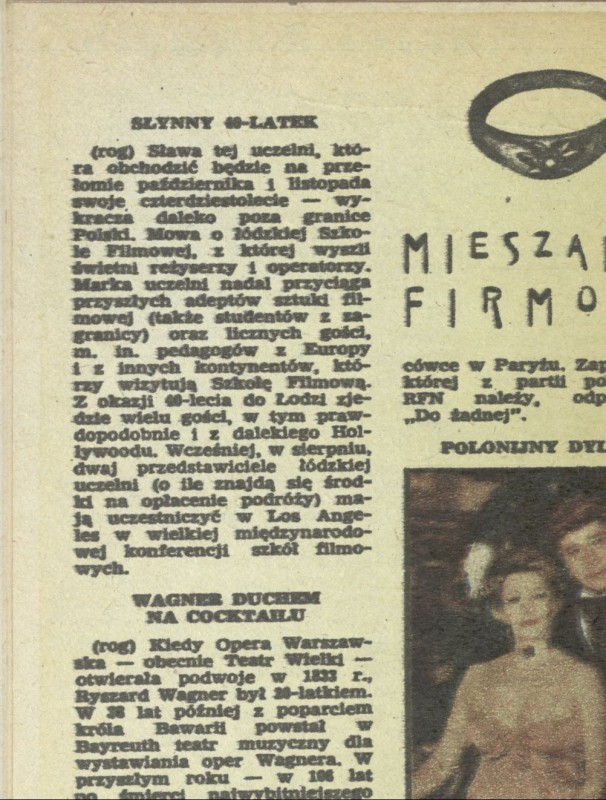 SŁYNNY 40-LATEK
(rog) Sława tej uczelni, któ-
ra obchodzić będzie na prze-
łomie października i listopada
swoje czterdziestolecie — wy-
kracza daleko poza granice
Polski. Mowa o łódzkiej Szko-
le Filmowej, z której wyszli
świetni reżyserzy i operatorzy.
Marka uczelni nadal przyciąga
przyszłych adeptów sztuki fil-
mowej (także studentów z za-
granicy) oraz licznych gości,
m. in. pedagogów z Europy
i z innych kontynentów, któ-
rzy wizytują Szkołę Filmową.
Z okazji 40-lecia do Łodzi zje-
dzie wielu gości, w tym praw-
dopodobnie i z dalekiego Hol-
lywoodu. Wcześniej, w sierpniu,
dwaj przedstawiciele łódzkiej
uczelni (o ile znajdą się środ-
ki na opłacenie podróży) ma-
ją uczestniczyć w Los Ange-
les w wielkiej międzynarodo-
wej konferencji szkół filmo-
wych.
WAGNER DUCHEM
NA COCKTAILU
(rog) Kiedy Opera Warszaw-
ska — obecnie Teatr Wielki —
otwierała podwoje w 1833 r.,
Ryszard Wagner był 20-latkiem.
W 38 lat później z poparciem
króla Bawarii powstał w
Bayreuth teatr muzyczny dla
wystawiania oper Wagnera. W
przyszłym roku — w 106 lat
po śmierci najwybitniejszego
MIESZA
FIRMO
cówce w Paryżu. Zap
której z partii po
RFN należy, odp
„Do żadnej”.
POLONIJNY DYL